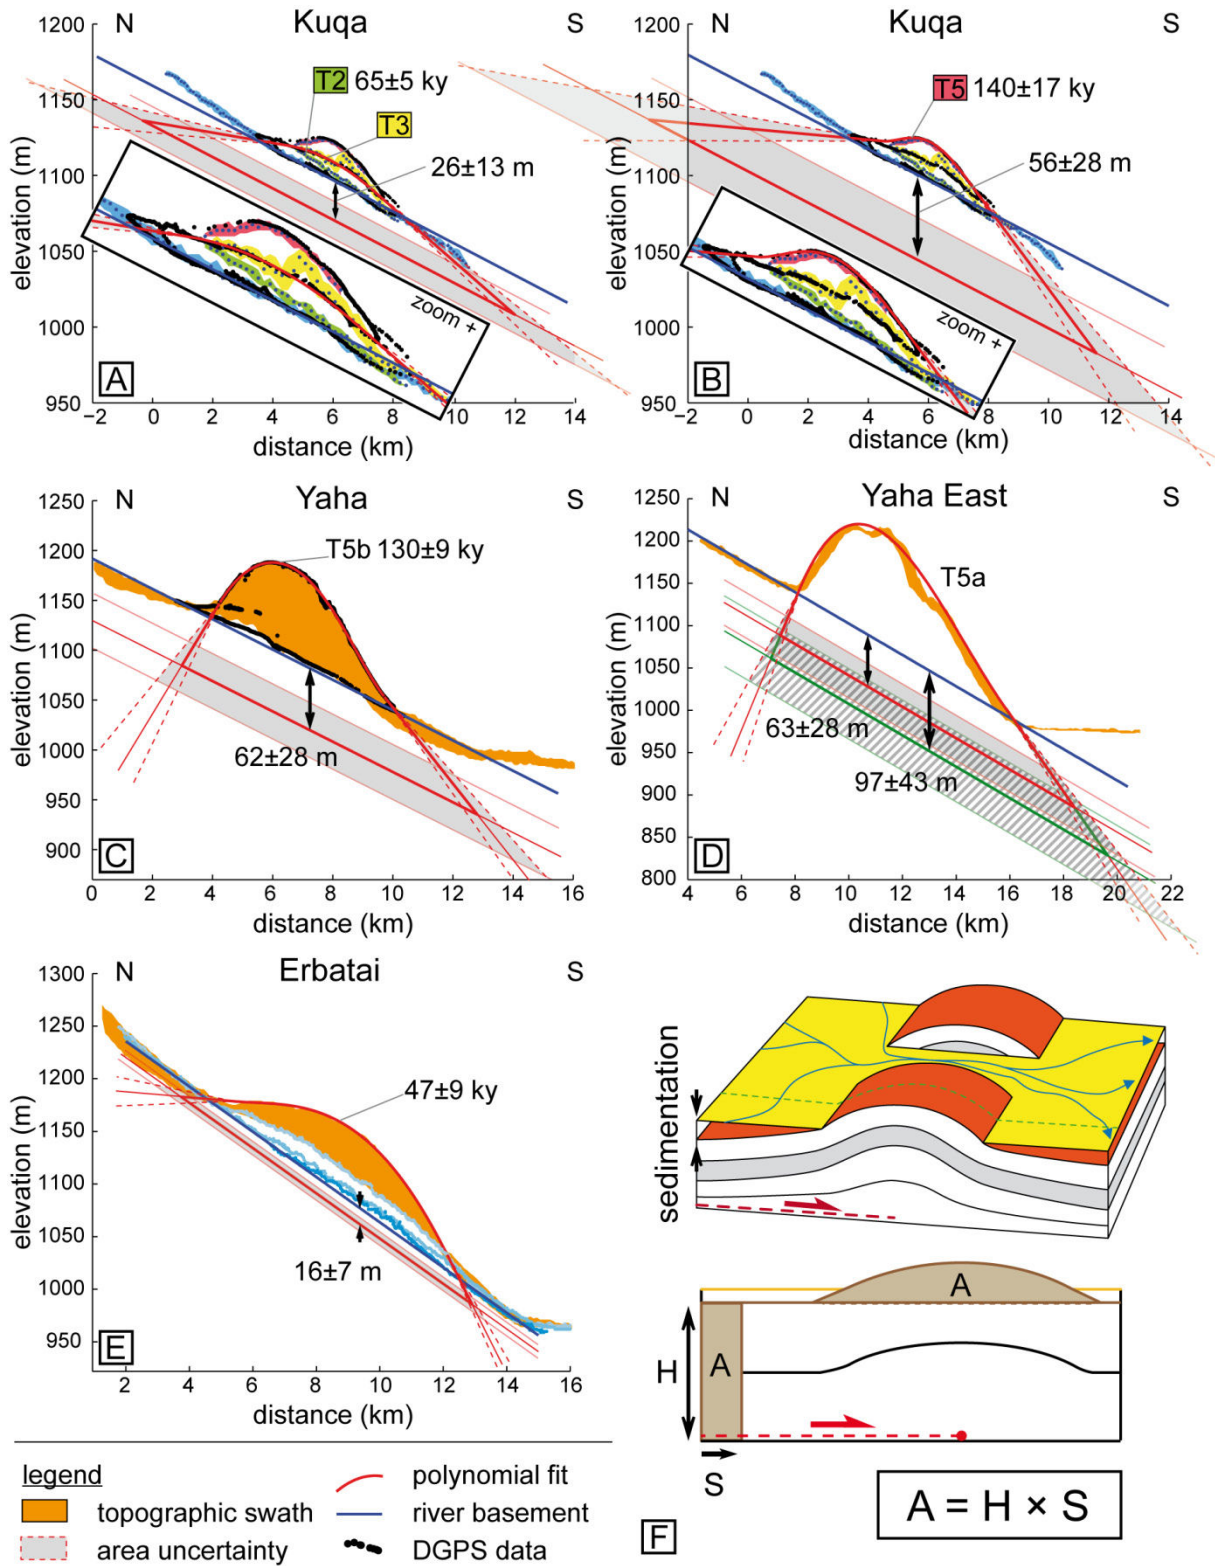 N Kuqa S
T2 65±5 ky
T3
26±13 m
zoom +
A
elevation (m)
1200
1150
1100
1050
1000
950
−2 0 2 4 6 8 10 12 14
distance (km)
N Kuqa S
T5 140±17 ky
56±28 m
zoom +
B
elevation (m)
1200
1150
1100
1050
1000
950
−2 0 2 4 6 8 10 12 14
distance (km)
N Yaha S
T5b 130±9 ky
62±28 m
C
elevation (m)
1250
1200
1150
1100
1050
1000
950
900
0 2 4 6 8 10 12 14 16
distance (km)
N Yaha East S
T5a
63±28 m
97±43 m
D
elevation (m)
1250
1200
1150
1100
1050
1000
950
900
850
800
4 6 8 10 12 14 16 18 20 22
distance (km)
N Erbatai S
47±9 ky
16±7 m
E
elevation (m)
1300
1250
1200
1150
1100
1050
1000
950
2 4 6 8 10 12 14 16
distance (km)
sedimentation
A
H
A
S
A = H × S
F
legend
topographic swath
area uncertainty
polynomial fit
river basement
DGPS data